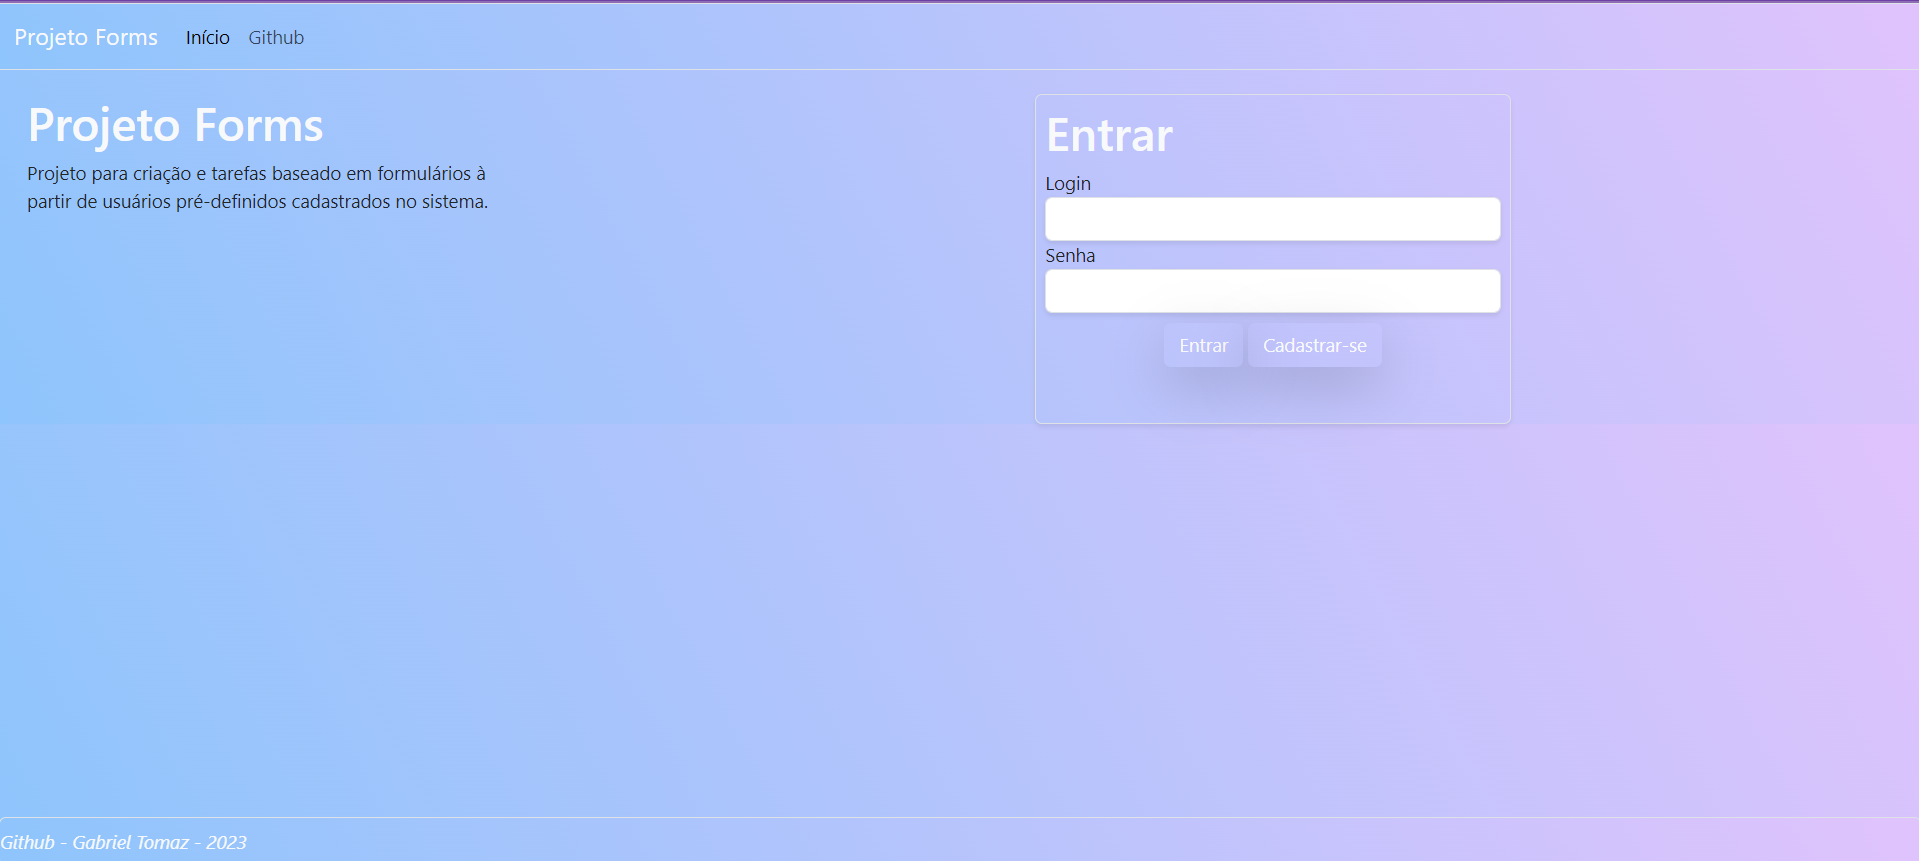 Projeto Forms Início Github
Projeto Forms
Projeto para criação e tarefas baseado em formulários à
partir de usuários pré-definidos cadastrados no sistema.
Entrar
Login
Senha
Entrar Cadastrar-se
Github - Gabriel Tomaz - 2023